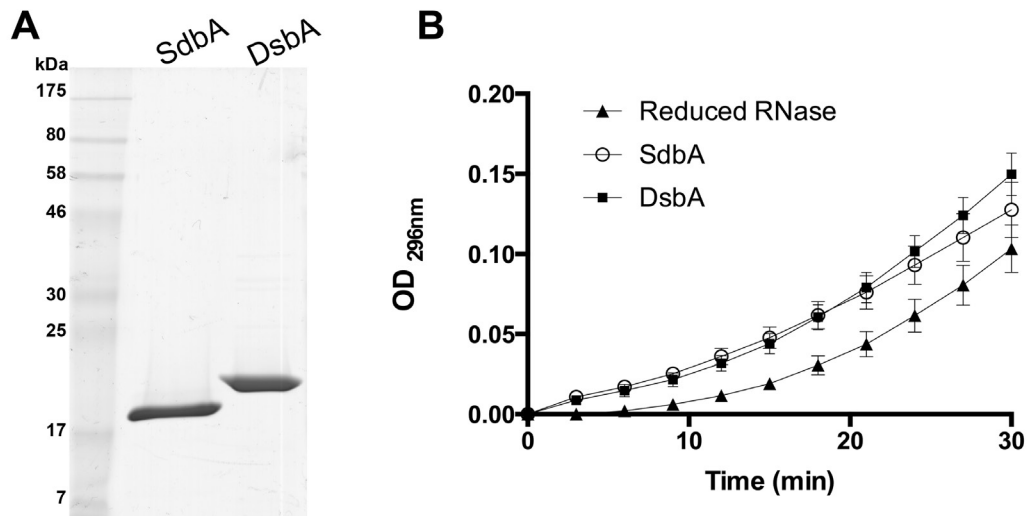 A
SdbA DsbA
kDa
175
80
58
46
30
25
17
7
B
0.20
0.15
0.10
0.05
0.00
OD 296nm
Reduced RNase
SdbA
DsbA
0 10 20 30
Time (min)